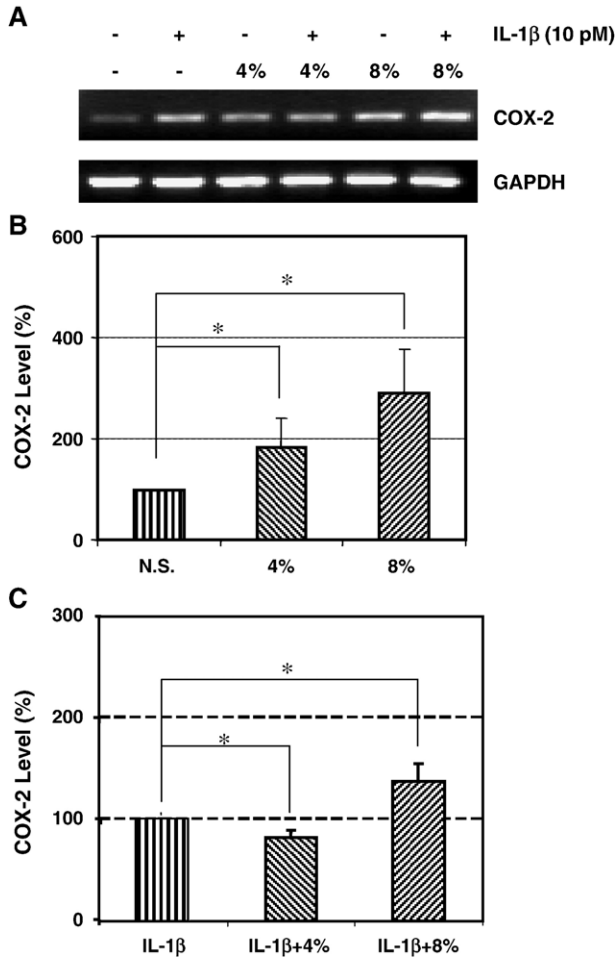 A
- + - + - + IL-1β (10 pM)
- - 4% 4% 8% 8%
COX-2
GAPDH
B
600
400
200
0
COX-2 Level (%)
*
*
N.S. 4% 8%
C
300
200
100
0
COX-2 Level (%)
*
*
IL-1β IL-1β+4% IL-1β+8%